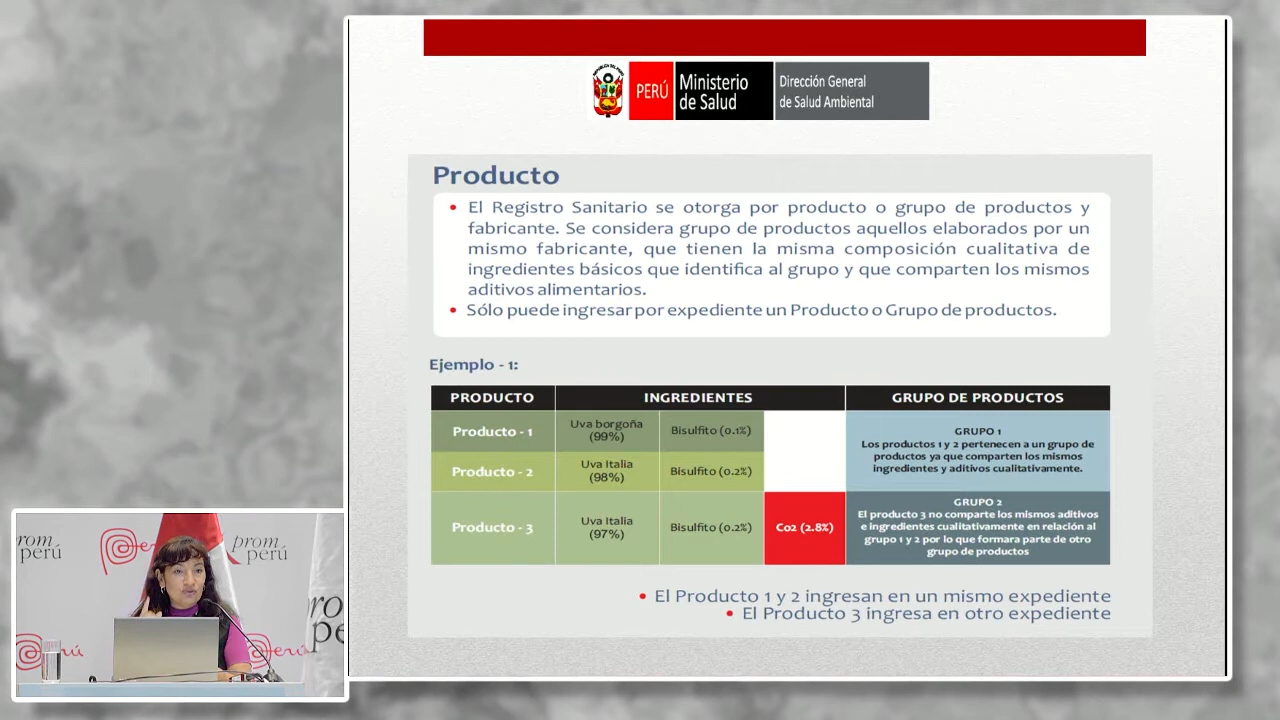 PERÚ
Ministerio
de Salud
Dirección General
de Salud Ambiental
Producto
• El Registro Sanitario se otorga por producto o grupo de productos y
fabricante. Se considera grupo de productos aquellos elaborados por un
mismo fabricante, que tienen la misma composición cualitativa de
ingredientes básicos que identifica al grupo y que comparten los mismos
aditivos alimentarios.
• Sólo puede ingresar por expediente un Producto o Grupo de productos.
Ejemplo - 1:
PRODUCTO INGREDIENTES GRUPO DE PRODUCTOS
Producto - 1
Uva borgoña
(99%)
Bisulfito (0.1%)
GRUPO 1
Los productos 1 y 2 pertenecen a un grupo de
productos ya que comparten los mismos
ingredientes y aditivos cualitativamente.
Producto - 2
Uva Italia
(98%)
Bisulfito (0.2%)
Producto - 3
Uva Italia
(97%)
Bisulfito (0.2%)
Co2 (2.8%)
GRUPO 2
El producto 3 no comparte los mismos aditivos
e ingredientes cualitativamente en relación al
grupo 1 y 2 por lo que formara parte de otro
grupo de productos
• El Producto 1 y 2 ingresan en un mismo expediente
• El Producto 3 ingresa en otro expediente
prom
perú